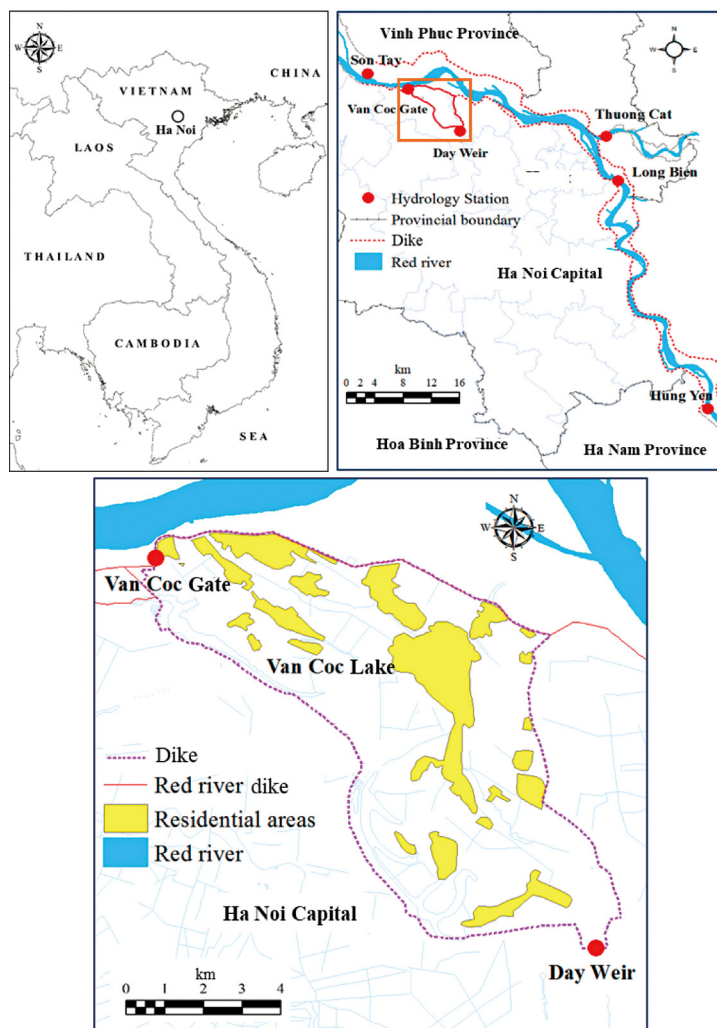 N
W E
S
CHINA
VIETNAM
Ha Noi
LAOS
THAILAND
CAMBODIA
SEA
Vinh Phuc Province
N
W E
S
Son Tay
Van Coc Gate
Thuong Cat
Day Weir
Long Bien
Hydrology Station
Provincial boundary
Dike
Red river
Ha Noi Capital
km
0 2 4 8 12 16
Hung Yen
Hoa Binh Province
Ha Nam Province
N
W E
S
Van Coc Gate
Van Coc Lake
Dike
Red river dike
Residential areas
Red river
Ha Noi Capital
km
0 1 2 3 4
Day Weir